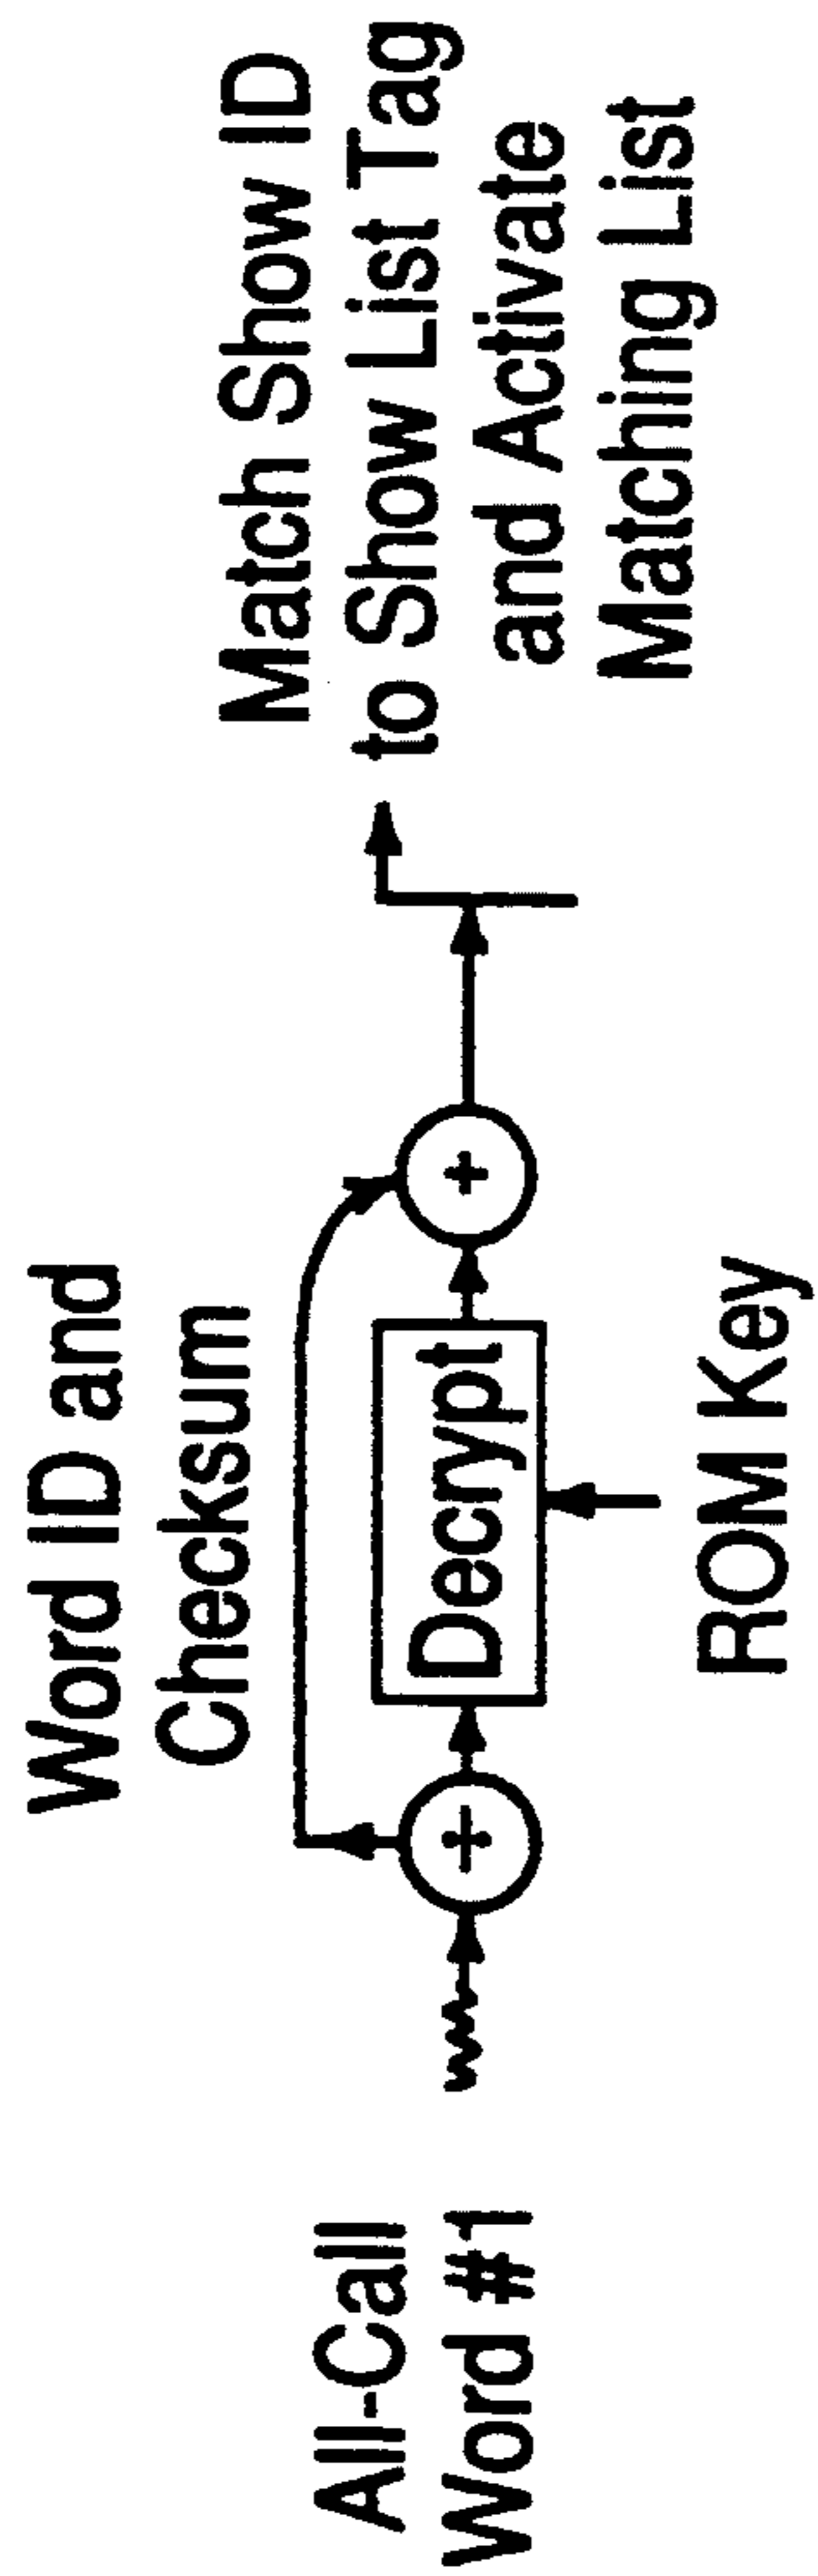 All-Call
Word #1
÷
Word ID and
Checksum
Decrypt
ROM Key
+
Match Show ID
to Show List Tag
and Activate
Matching List